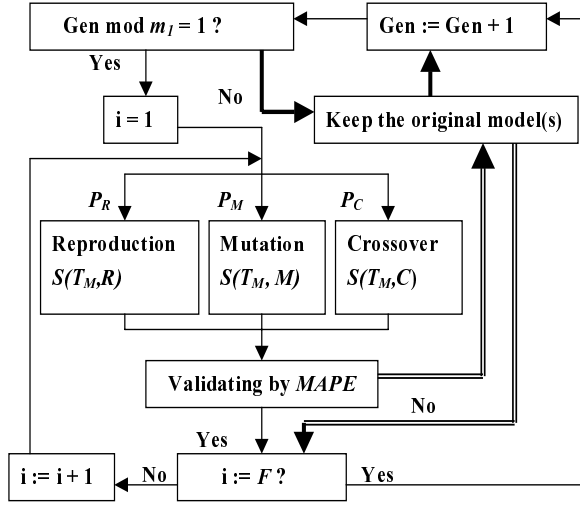 Gen mod m1 = 1 ?
Gen := Gen + 1
Yes
No
i = 1
Keep the original model(s)
PR
PM
PC
Reproduction
S(TM,R)
Mutation
S(TM, M)
Crossover
S(TM,C)
Validating by MAPE
No
Yes
i := i + 1
No
i := F ?
Yes